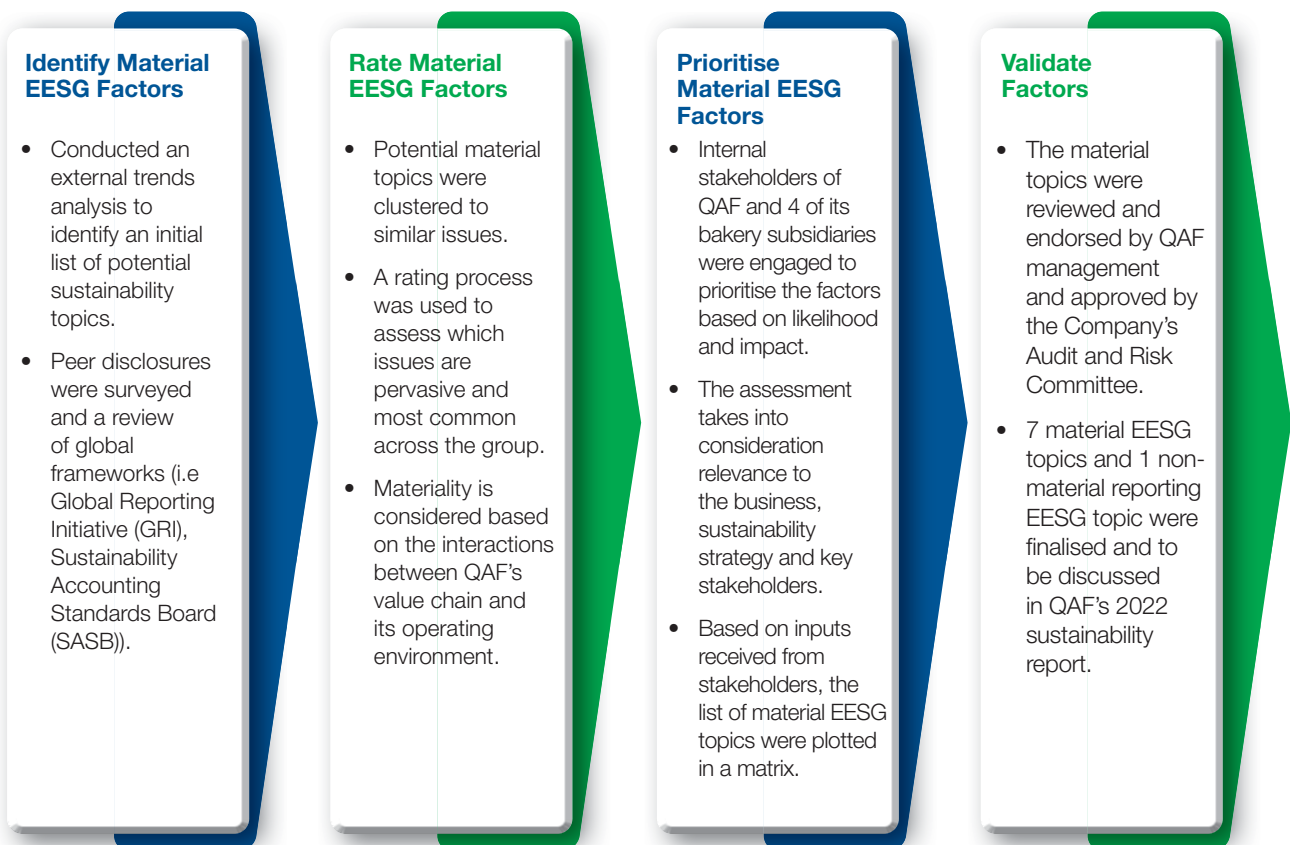 Identify Material
EESG Factors
• Conducted an
external trends
analysis to
identify an initial
list of potential
sustainability
topics.
• Peer disclosures
were surveyed
and a review
of global
frameworks (i.e
Global Reporting
Initiative (GRI),
Sustainability
Accounting
Standards Board
(SASB)).
Rate Material
EESG Factors
• Potential material
topics were
clustered to
similar issues.
• A rating process
was used to
assess which
issues are
pervasive and
most common
across the group.
• Materiality is
considered based
on the interactions
between QAF’s
value chain and
its operating
environment.
Prioritise
Material EESG
Factors
• Internal
stakeholders of
QAF and 4 of its
bakery subsidiaries
were engaged to
prioritise the factors
based on likelihood
and impact.
• The assessment
takes into
consideration
relevance to
the business,
sustainability
strategy and key
stakeholders.
• Based on inputs
received from
stakeholders, the
list of material EESG
topics were plotted
in a matrix.
Validate
Factors
• The material
topics were
reviewed and
endorsed by QAF
management
and approved by
the Company’s
Audit and Risk
Committee.
• 7 material EESG
topics and 1 non-
material reporting
EESG topic were
finalised and to
be discussed
in QAF’s 2022
sustainability
report.